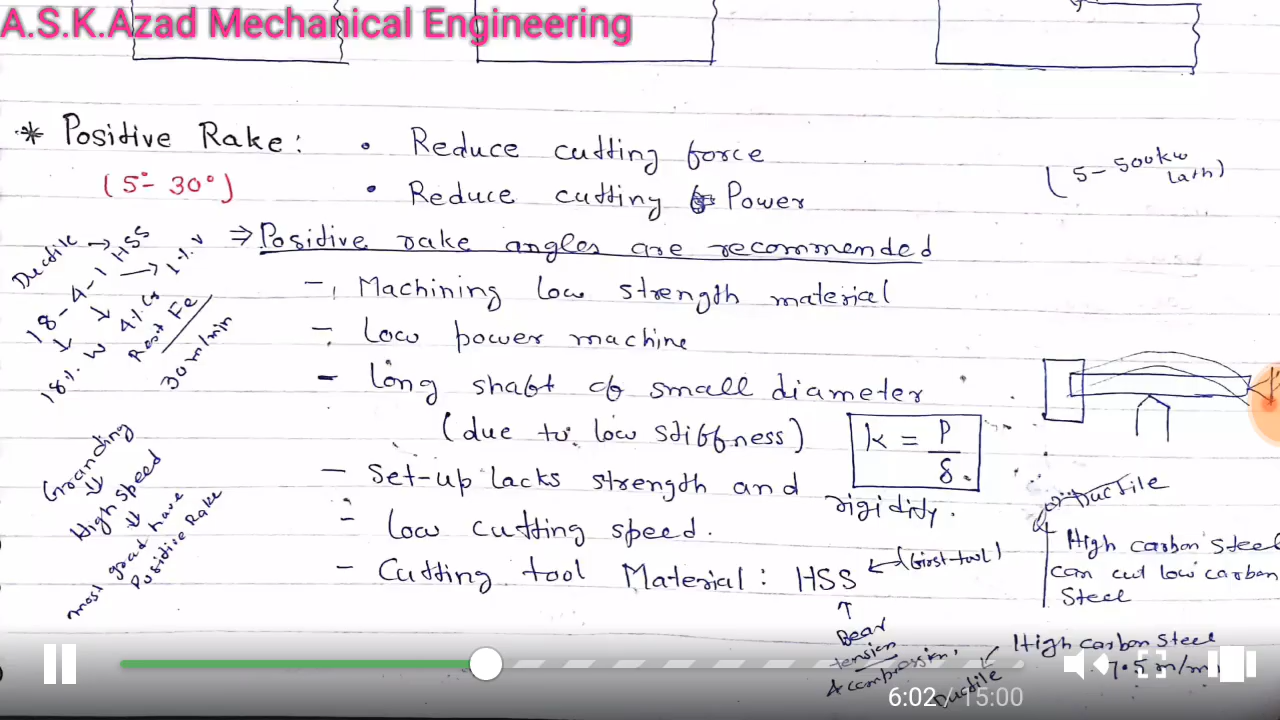 A.S.K.Azad Mechanical Engineering
* Positive Rake: • Reduce cutting force
(5°- 30°) • Reduce cutting Power
(5- 500kw
Lath)
⇒ Positive rake angles are recommended
- Machining low strength material
- Low power machine
- long shaft of small diameter
(due to low stiffness)
k = P/δ
- Set-up lacks strength and
rigidity.
- low cutting speed.
- Cutting tool Material: HSS ← (first tool)
Ductile → HSS
18-4-1 → 1% V
18% W 4% Cr
Rest Fe
30 m/min
High speed
most have
Positive Rake
↑
Bear
tension
& compression,
Ductile
Ductile
High carbon steel
can cut low carbon
Steel
High carbon steel
7.5 m/m
6:02 / 15:00